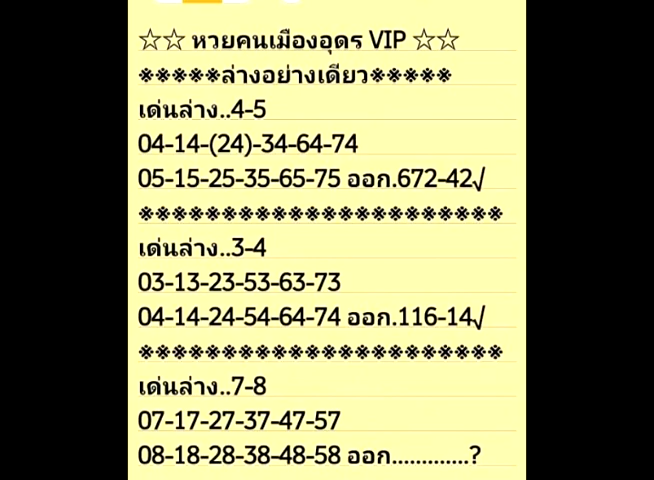 ☆☆ หวยคนเมืองอุดร VIP ☆☆
※※※※※ล่างอย่างเดียว※※※※※
เด่นล่าง..4-5
04-14-(24)-34-64-74
05-15-25-35-65-75 ออก.672-42√
※※※※※※※※※※※※※※※※※※※※※※
เด่นล่าง..3-4
03-13-23-53-63-73
04-14-24-54-64-74 ออก.116-14√
※※※※※※※※※※※※※※※※※※※※※※
เด่นล่าง..7-8
07-17-27-37-47-57
08-18-28-38-48-58 ออก.............?